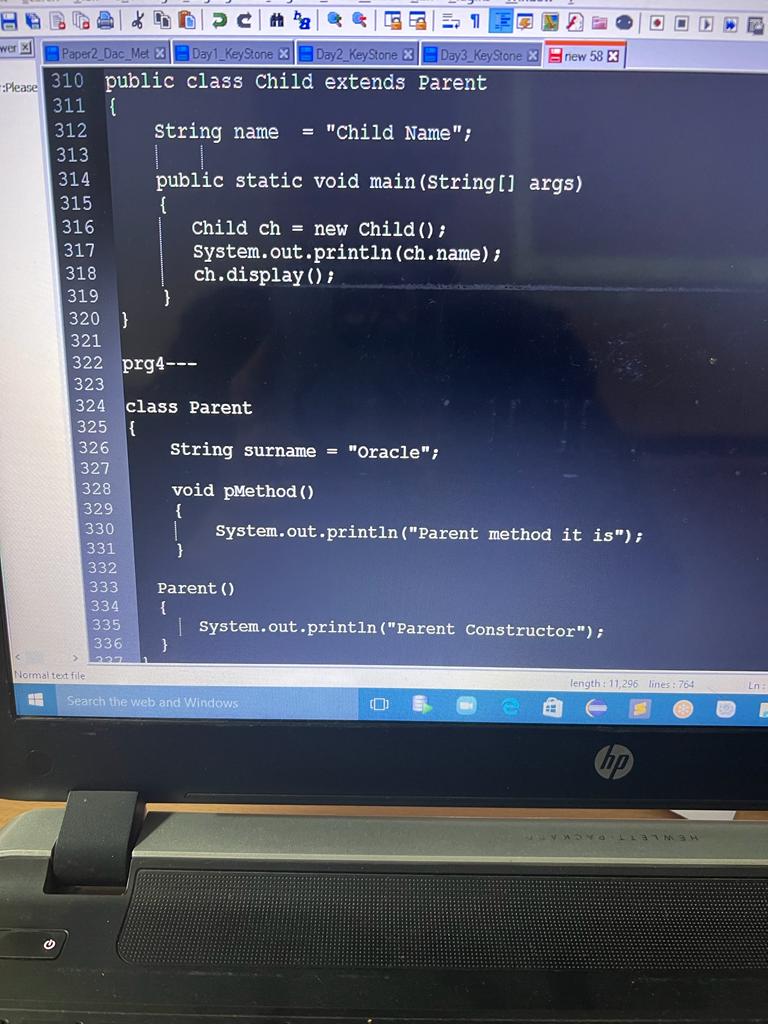 wer
Paper2_Dac_Met
Day1_KeyStone
Day2_KeyStone
Day3_KeyStone
new 58
:Please
310 public class Child extends Parent
311 {
312 String name = "Child Name";
313
314 public static void main(String[] args)
315 {
316 Child ch = new Child();
317 System.out.println(ch.name);
318 ch.display();
319 }
320 }
321
322 prg4---
323
324 class Parent
325 {
326 String surname = "Oracle";
327
328 void pMethod()
329 {
330 System.out.println("Parent method it is");
331 }
332
333 Parent()
334 {
335 System.out.println("Parent Constructor");
336 }
337 }
Normal text file
length : 11,296 lines : 764
Ln :
Search the web and Windows
hp
HEWLETT-PACKARD